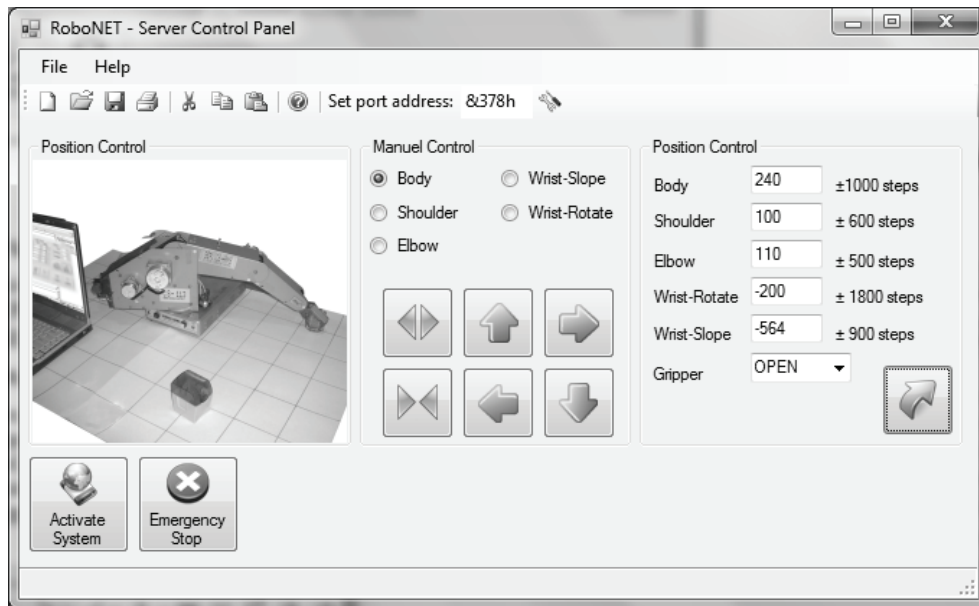 RoboNET - Server Control Panel
File Help
Set port address: &378h
Position Control
Manuel Control
Body
Wrist-Slope
Shoulder
Wrist-Rotate
Elbow
Position Control
Body 240 ±1000 steps
Shoulder 100 ± 600 steps
Elbow 110 ± 500 steps
Wrist-Rotate -200 ± 1800 steps
Wrist-Slope -564 ± 900 steps
Gripper OPEN
Activate
System
Emergency
Stop